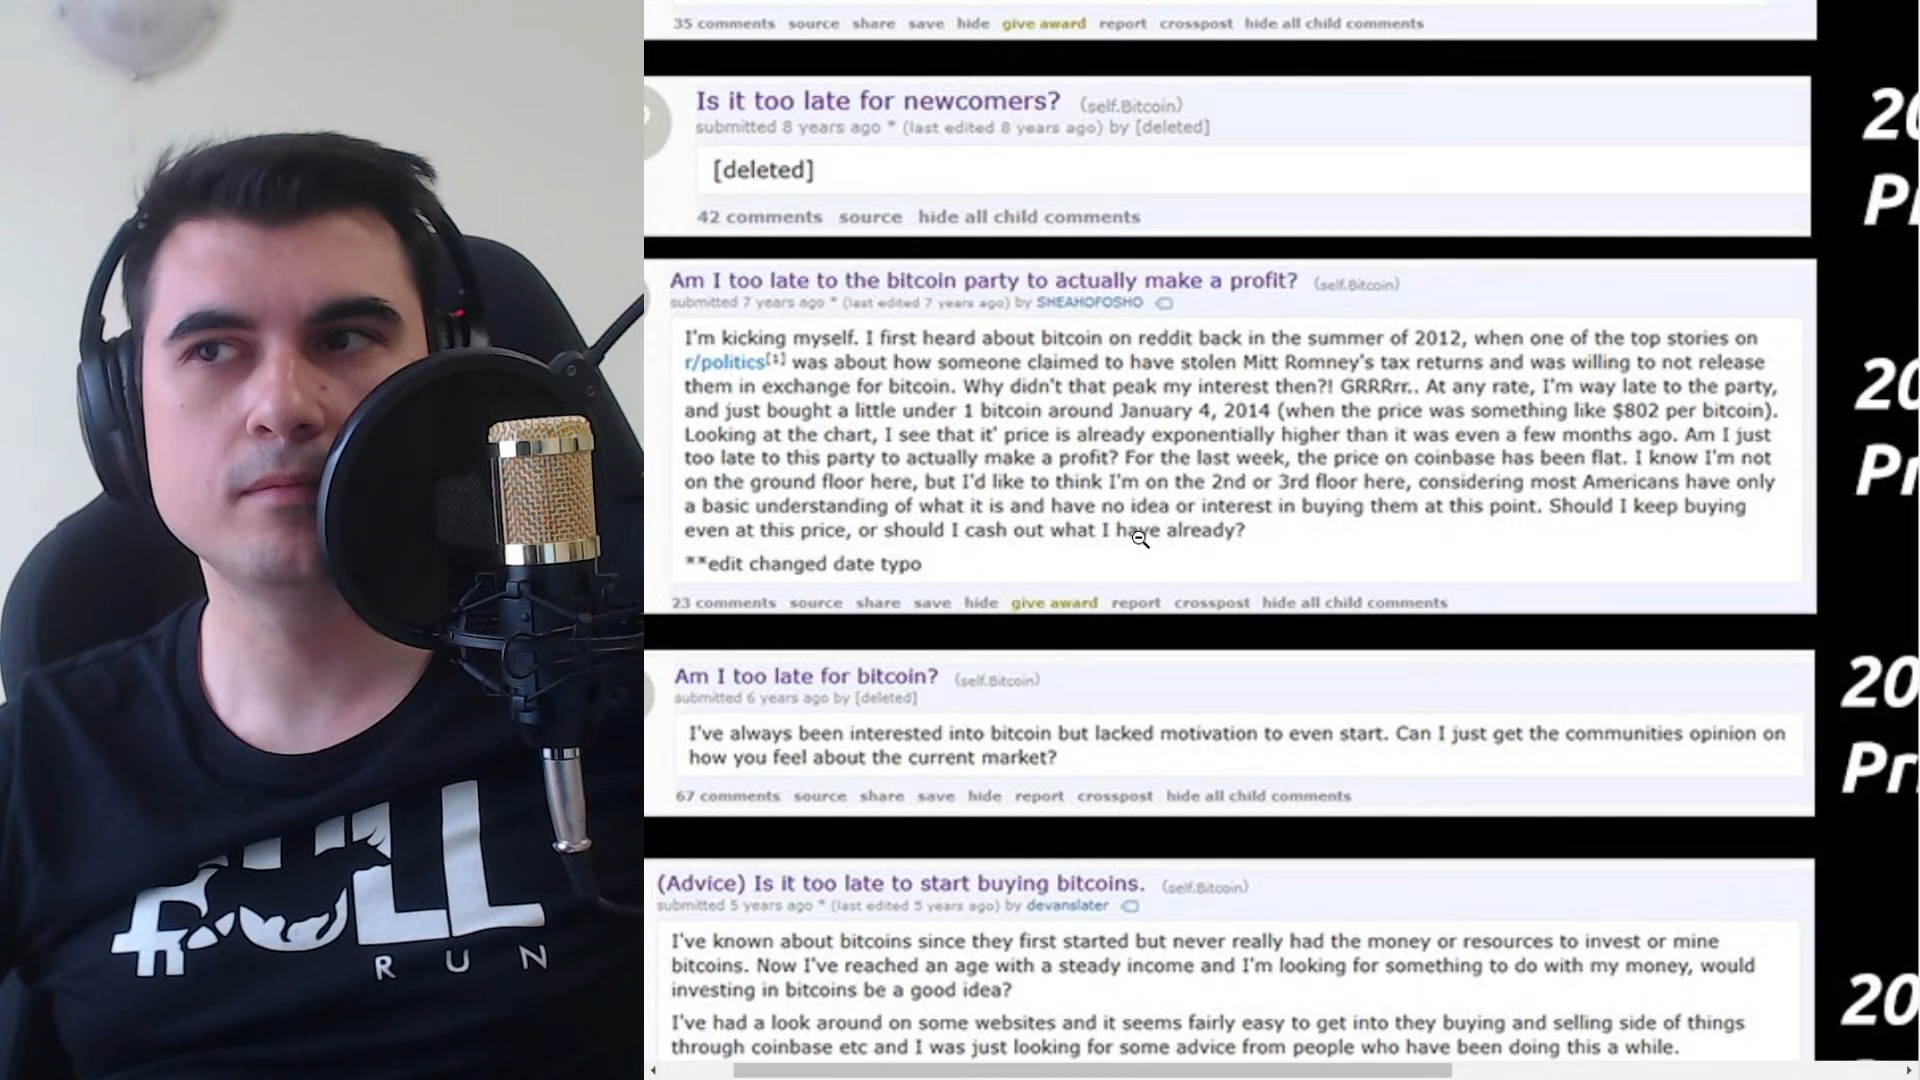 35 comments source share save hide give award report crosspost hide all child comments
Is it too late for newcomers? (self.Bitcoin)
submitted 8 years ago * (last edited 8 years ago) by [deleted]
[deleted]
42 comments source hide all child comments
Am I too late to the bitcoin party to actually make a profit? (self.Bitcoin)
submitted 7 years ago * (last edited 7 years ago) by SHEAHOFOSHO
I'm kicking myself. I first heard about bitcoin on reddit back in the summer of 2012, when one of the top stories on
r/politics[1] was about how someone claimed to have stolen Mitt Romney's tax returns and was willing to not release
them in exchange for bitcoin. Why didn't that peak my interest then?! GRRRrr.. At any rate, I'm way late to the party,
and just bought a little under 1 bitcoin around January 4, 2014 (when the price was something like $802 per bitcoin).
Looking at the chart, I see that it' price is already exponentially higher than it was even a few months ago. Am I just
too late to this party to actually make a profit? For the last week, the price on coinbase has been flat. I know I'm not
on the ground floor here, but I'd like to think I'm on the 2nd or 3rd floor here, considering most Americans have only
a basic understanding of what it is and have no idea or interest in buying them at this point. Should I keep buying
even at this price, or should I cash out what I have already?
**edit changed date typo
23 comments source share save hide give award report crosspost hide all child comments
Am I too late for bitcoin? (self.Bitcoin)
submitted 6 years ago by [deleted]
I've always been interested into bitcoin but lacked motivation to even start. Can I just get the communities opinion on
how you feel about the current market?
67 comments source share save hide report crosspost hide all child comments
(Advice) Is it too late to start buying bitcoins. (self.Bitcoin)
submitted 5 years ago * (last edited 5 years ago) by devanslater
I've known about bitcoins since they first started but never really had the money or resources to invest or mine
bitcoins. Now I've reached an age with a steady income and I'm looking for something to do with my money, would
investing in bitcoins be a good idea?
I've had a look around on some websites and it seems fairly easy to get into they buying and selling side of things
through coinbase etc and I was just looking for some advice from people who have been doing this a while.
20
Pr
20
Pr
20
Pr
20
BULL
RUN